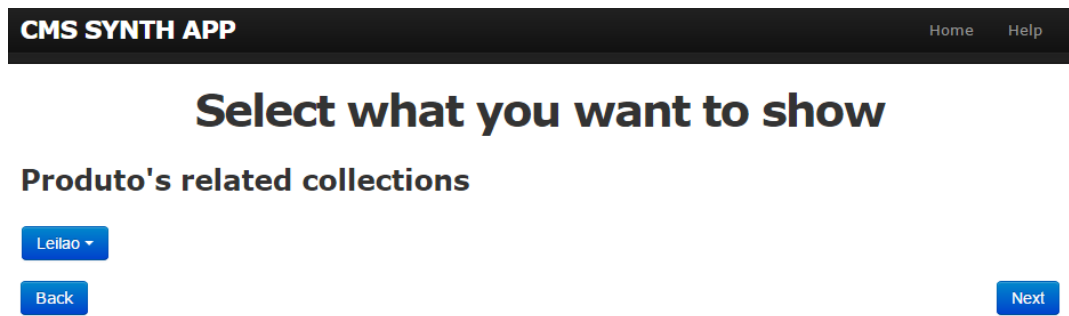 CMS SYNTH APP Home Help
Select what you want to show
Produto's related collections
Leilao
Back Next